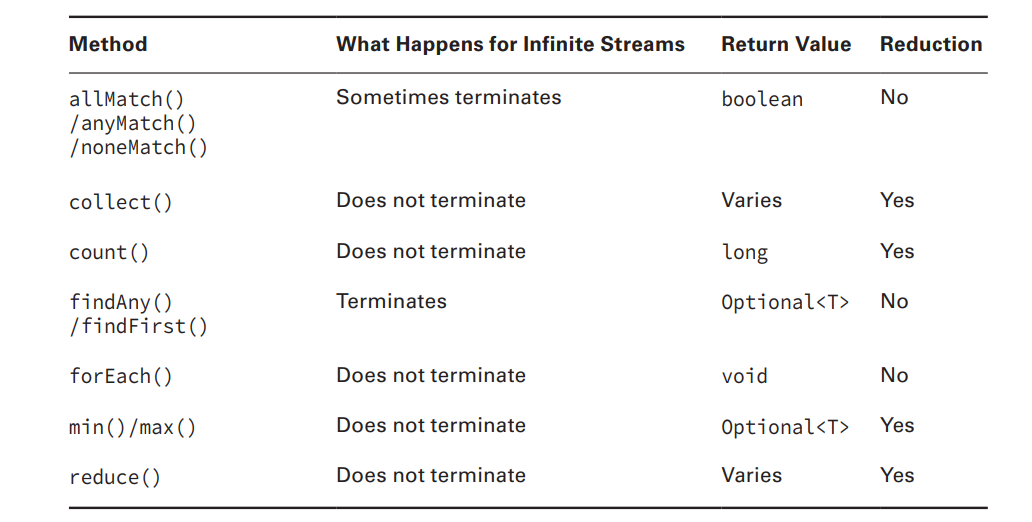 Method What Happens for Infinite Streams Return Value Reduction
allMatch() Sometimes terminates boolean No
/anyMatch()
/noneMatch()
collect() Does not terminate Varies Yes
count() Does not terminate long Yes
findAny() Terminates Optional<T> No
/findFirst()
forEach() Does not terminate void No
min()/max() Does not terminate Optional<T> Yes
reduce() Does not terminate Varies Yes